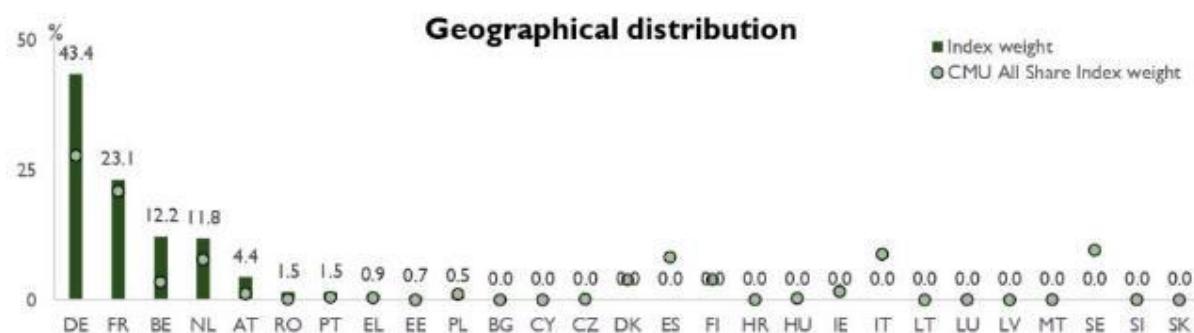 Geographical distribution
50 %
Index weight
CMU All Share Index weight
43.4
25
23.1
12.2 11.8
4.4 1.5 1.5 0.9 0.7 0.5 0.0 0.0 0.0 0.0 0.0 0.0 0.0 0.0 0.0 0.0 0.0 0.0 0.0 0.0 0.0 0.0 0.0
0
DE FR BE NL AT RO PT EL EE PL BG CY CZ DK ES FI HR HU IE IT LT LU LV MT SE SI SK